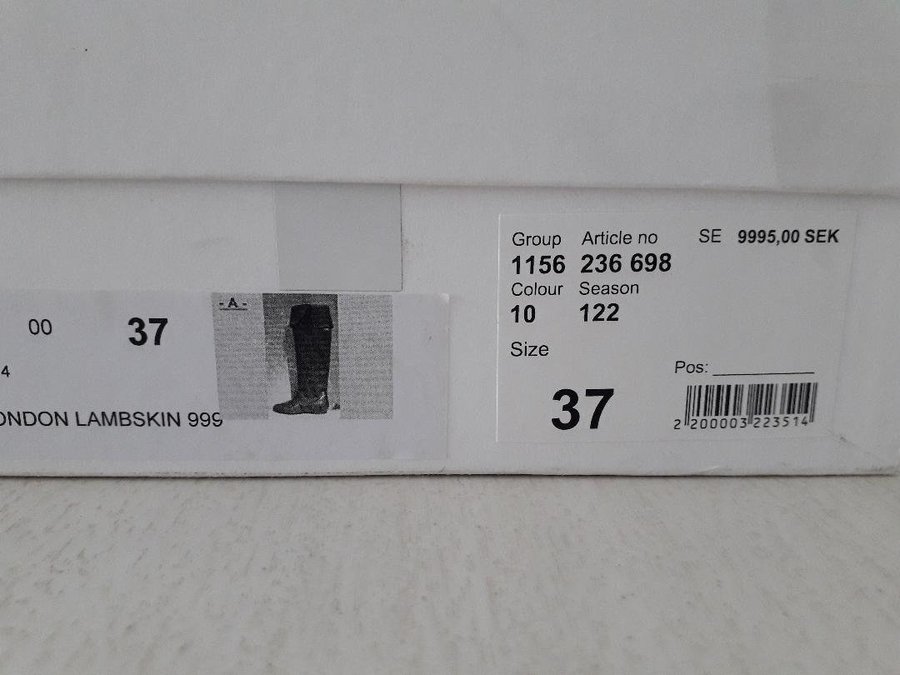 00 37
4
ONDON LAMBSKIN 999
- A -
Group Article no SE 9995,00 SEK
1156 236 698
Colour Season
10 122
Size
37
Pos:
2 200003 223514